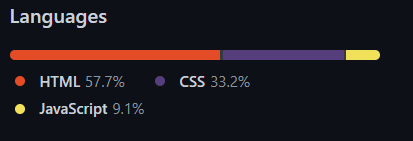 Languages
HTML 57.7% CSS 33.2%
JavaScript 9.1%